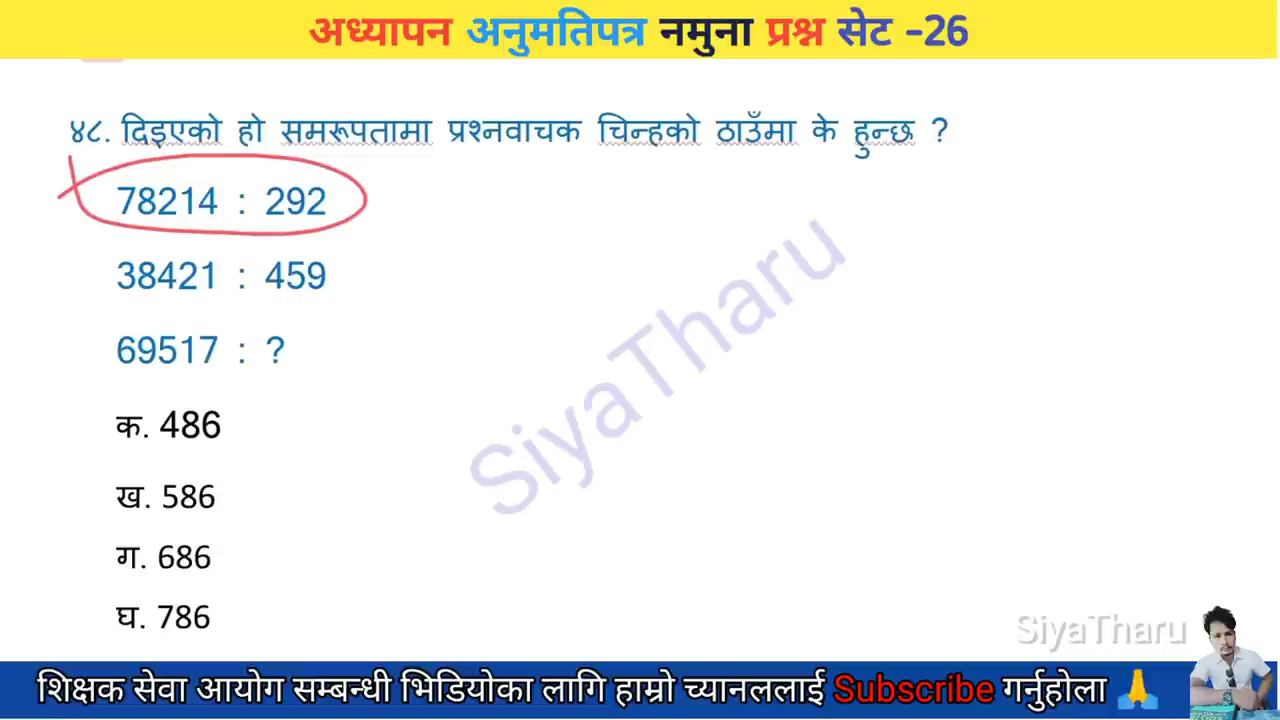 अध्यापन अनुमतिपत्र नमुना प्रश्न सेट -26
४८. दिइएको हो समरूपतामा प्रश्नवाचक चिन्हको ठाउँमा के हुन्छ ?
78214 : 292
38421 : 459
69517 : ?
क. 486
ख. 586
ग. 686
घ. 786
SiyaTharu
SiyaTharu
शिक्षक सेवा आयोग सम्बन्धी भिडियोका लागि हाम्रो च्यानललाई Subscribe गर्नुहोला 🙏